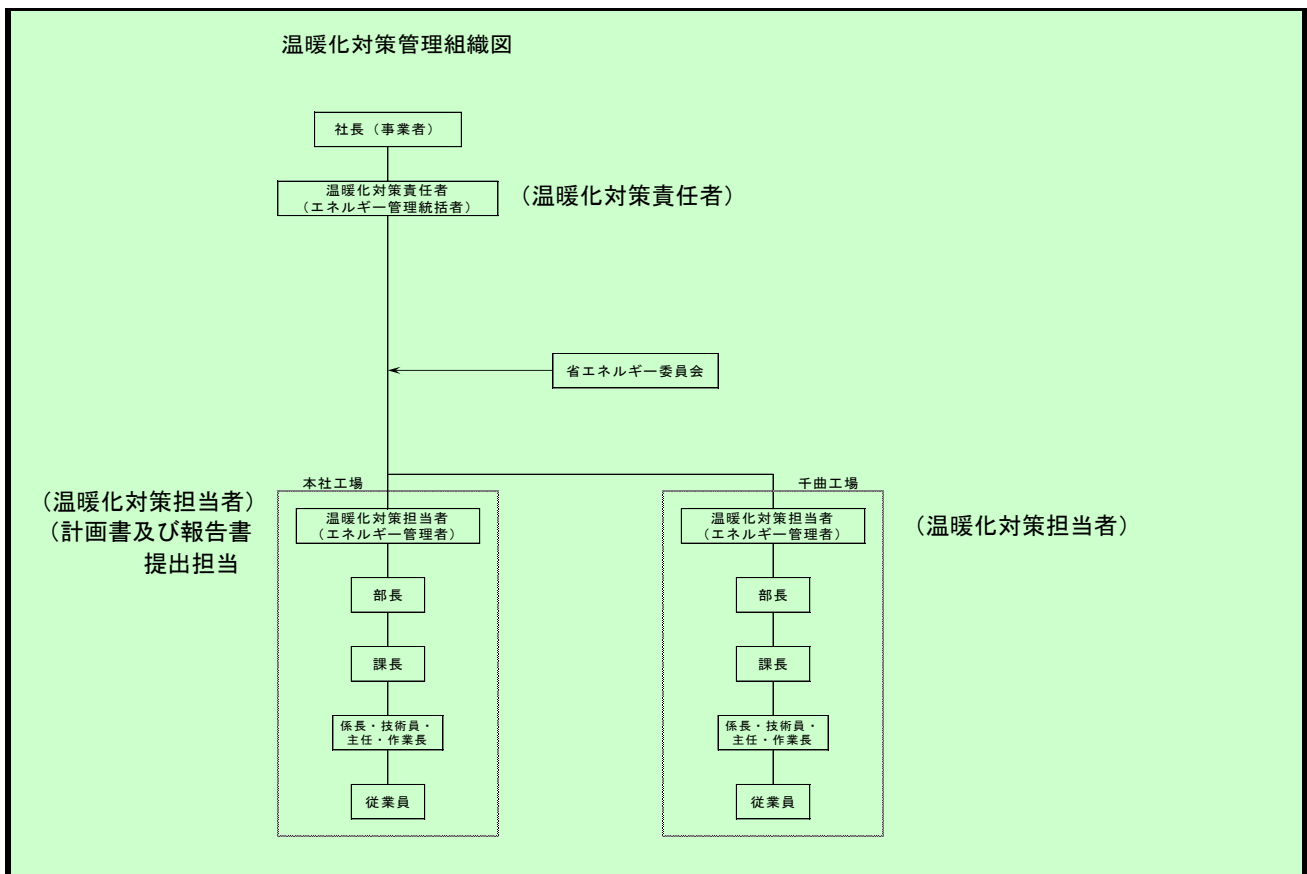 温暖化対策管理組織図
社長（事業者）
温暖化対策責任者
（エネルギー管理統括者）
（温暖化対策責任者）
省エネルギー委員会
（温暖化対策担当者）
（計画書及び報告書
提出担当
本社工場
温暖化対策担当者
（エネルギー管理者）
部長
課長
係長・技術員・
主任・作業長
従業員
千曲工場
温暖化対策担当者
（エネルギー管理者）
部長
課長
係長・技術員・
主任・作業長
従業員
（温暖化対策担当者）